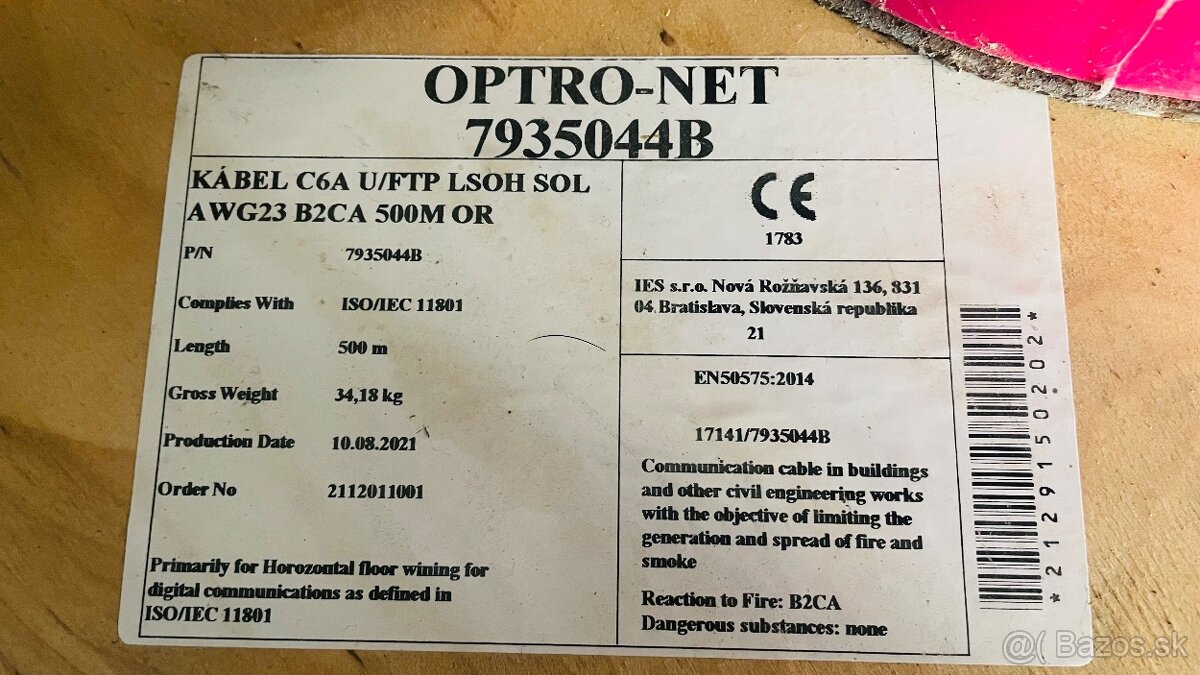 OPTRO-NET
7935044B
KÁBEL C6A U/FTP LSOH SOL
AWG23 B2CA 500M OR
P/N 7935044B
Complies With ISO/IEC 11801
Length 500 m
Gross Weight 34,18 kg
Production Date 10.08.2021
Order No 2112011001
Primarily for Horozontal floor wining for
digital communications as defined in
ISO/IEC 11801
CE
1783
IES s.r.o. Nová Rožňavská 136, 831
04 Bratislava, Slovenská republika
21
EN50575:2014
17141/7935044B
Communication cable in buildings
and other civil engineering works
with the objective of limiting the
generation and spread of fire and
smoke
Reaction to Fire: B2CA
Dangerous substances: none
*2129150202*
@( Bazos.sk